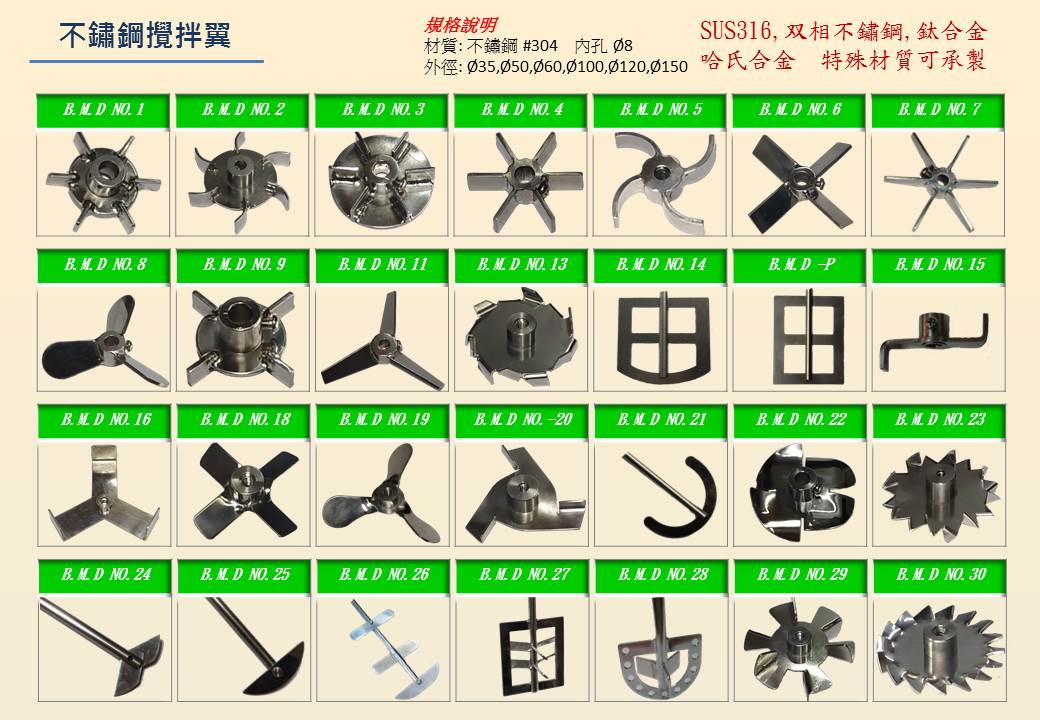 不鏽鋼攪拌翼
規格說明
材質: 不鏽鋼 #304 內孔 Ø8
外徑: Ø35,Ø50,Ø60,Ø100,Ø120,Ø150
SUS316,双相不鏽鋼,鈦合金
哈氏合金 特殊材質可承製
B.M.D NO.1
B.M.D NO.2
B.M.D NO.3
B.M.D NO.4
B.M.D NO.5
B.M.D NO.6
B.M.D NO.7
B.M.D NO.8
B.M.D NO.9
B.M.D NO.11
B.M.D NO.13
B.M.D NO.14
B.M.D -P
B.M.D NO.15
B.M.D NO.16
B.M.D NO.18
B.M.D NO.19
B.M.D NO.-20
B.M.D NO.21
B.M.D NO.22
B.M.D NO.23
B.M.D NO.24
B.M.D NO.25
B.M.D NO.26
B.M.D NO.27
B.M.D NO.28
B.M.D NO.29
B.M.D NO.30